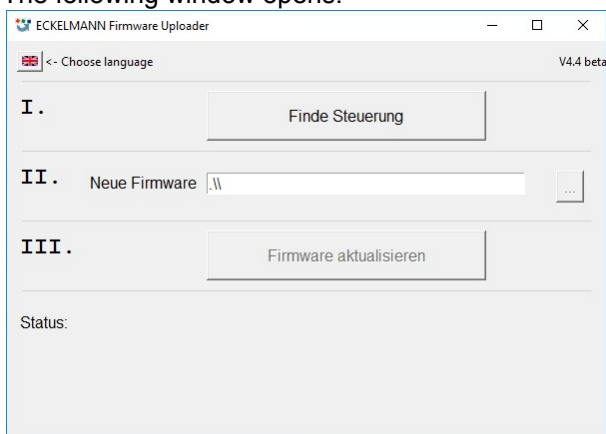 The following window opens:
ECKELMANN Firmware Uploader
<- Choose language
V4.4 beta
I.
Finde Steuerung
II.
Neue Firmware
.\\
...
III.
Firmware aktualisieren
Status: